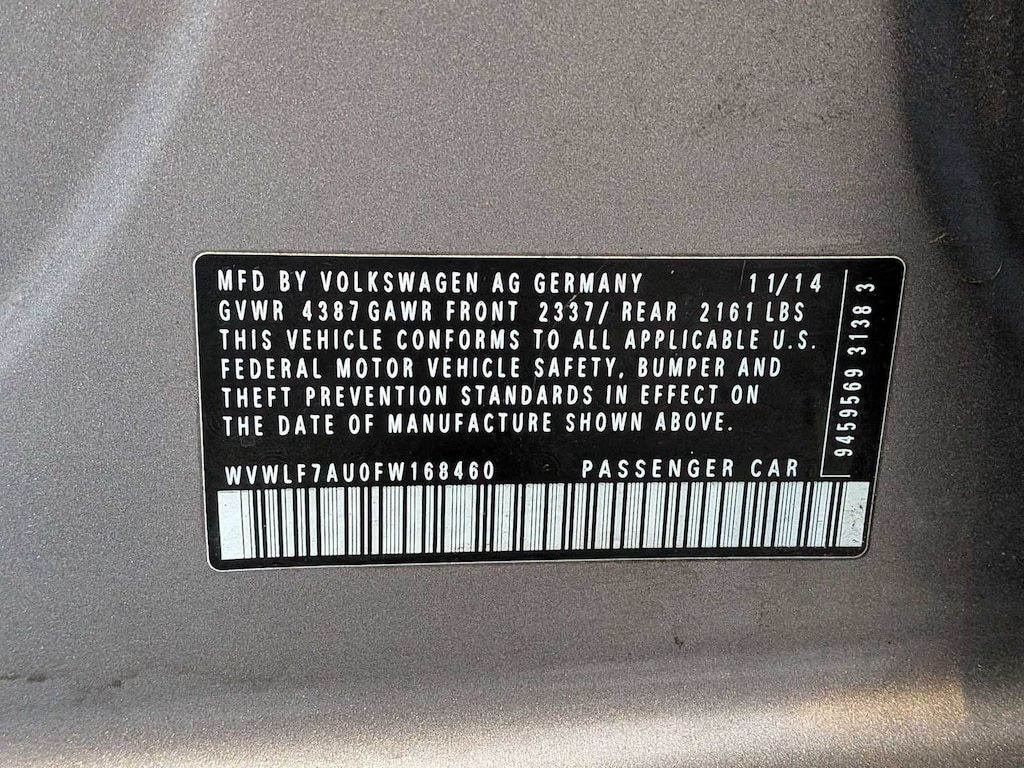 MFD BY VOLKSWAGEN AG GERMANY 11/14
GVWR 4387 GAWR FRONT 2337/ REAR 2161 LBS
THIS VEHICLE CONFORMS TO ALL APPLICABLE U.S.
FEDERAL MOTOR VEHICLE SAFETY, BUMPER AND
THEFT PREVENTION STANDARDS IN EFFECT ON
THE DATE OF MANUFACTURE SHOWN ABOVE.
WVWLF7AU0FW168460 PASSENGER CAR
9459569 3138 3